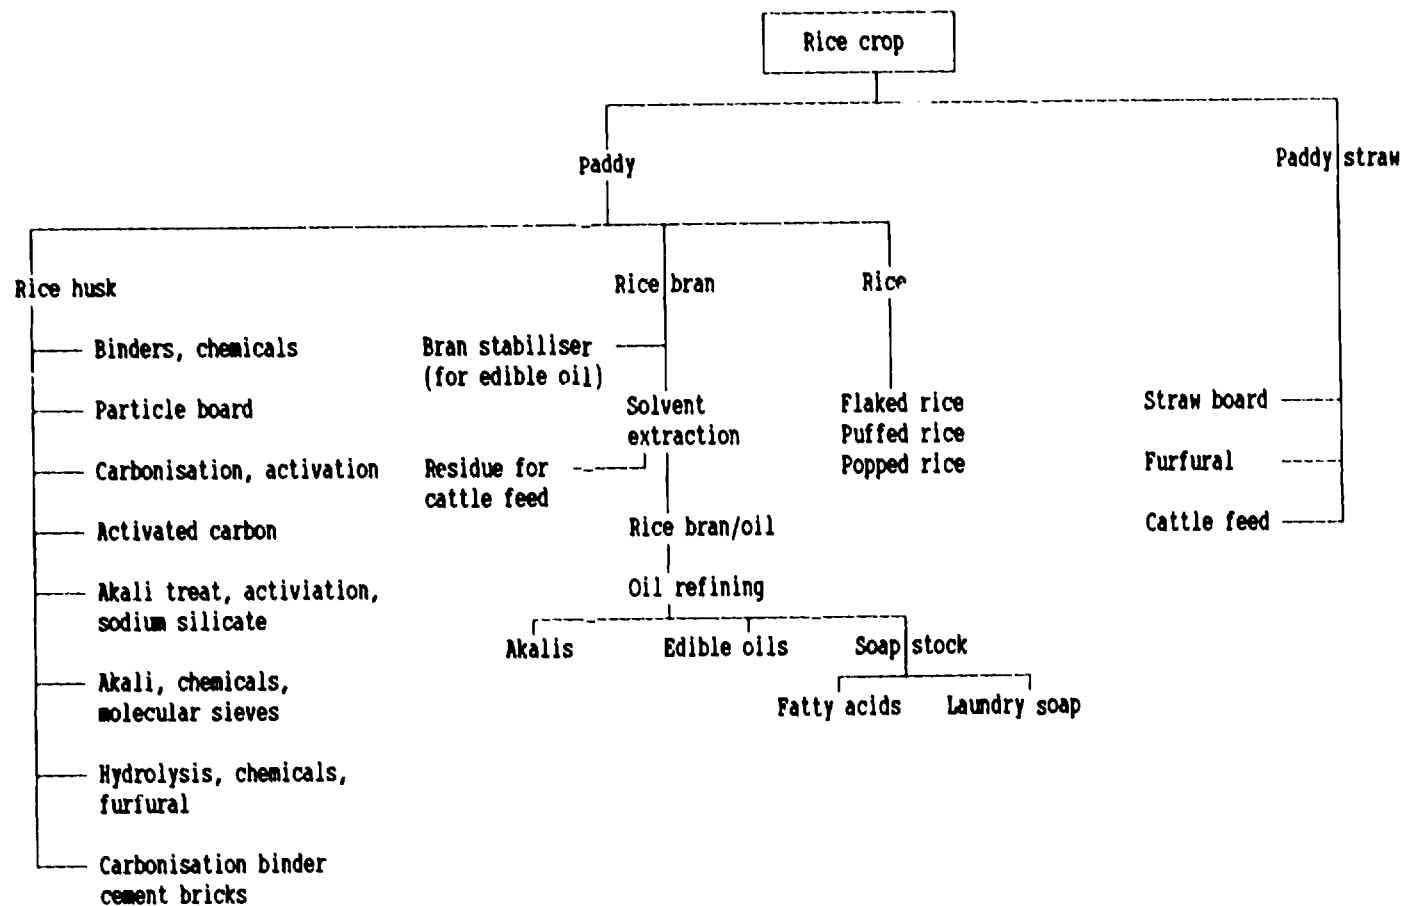 Rice crop
Paddy
Paddy straw
Rice husk
Rice bran
Rice
Binders, chemicals
Particle board
Carbonisation, activation
Activated carbon
Akali treat, activiation,
sodium silicate
Akali, chemicals,
molecular sieves
Hydrolysis, chemicals,
furfural
Carbonisation binder
cement bricks
Bran stabiliser
(for edible oil)
Solvent
extraction
Residue for
cattle feed
Rice bran/oil
Oil refining
Akalis
Edible oils
Soap stock
Fatty acids
Laundry soap
Flaked rice
Puffed rice
Popped rice
Straw board
Furfural
Cattle feed